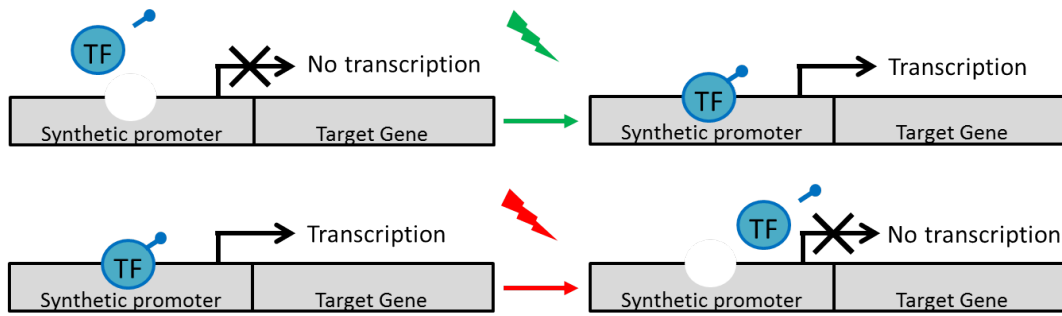 TF
No transcription
Synthetic promoter
Target Gene
TF
Transcription
Synthetic promoter
Target Gene
TF
Transcription
Synthetic promoter
Target Gene
TF
No transcription
Synthetic promoter
Target Gene